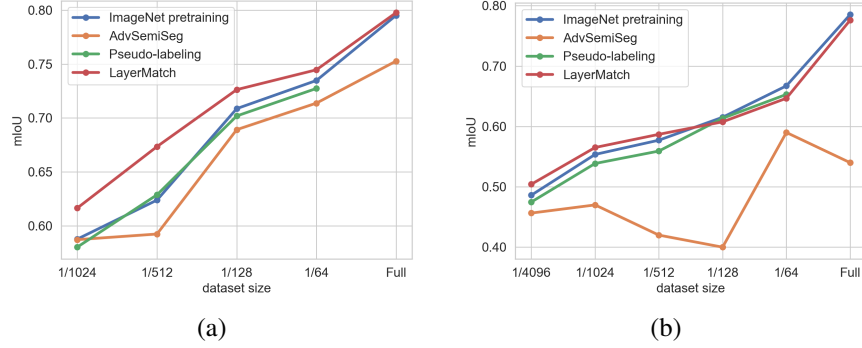 0.80
0.75
0.70
0.65
0.60
mIoU
ImageNet pretraining
AdvSemiSeg
Pseudo-labeling
LayerMatch
1/1024 1/512 1/128 1/64 Full
dataset size
(a)
0.80
0.70
0.60
0.50
0.40
mIoU
ImageNet pretraining
AdvSemiSeg
Pseudo-labeling
LayerMatch
1/4096 1/1024 1/512 1/128 1/64 Full
dataset size
(b)